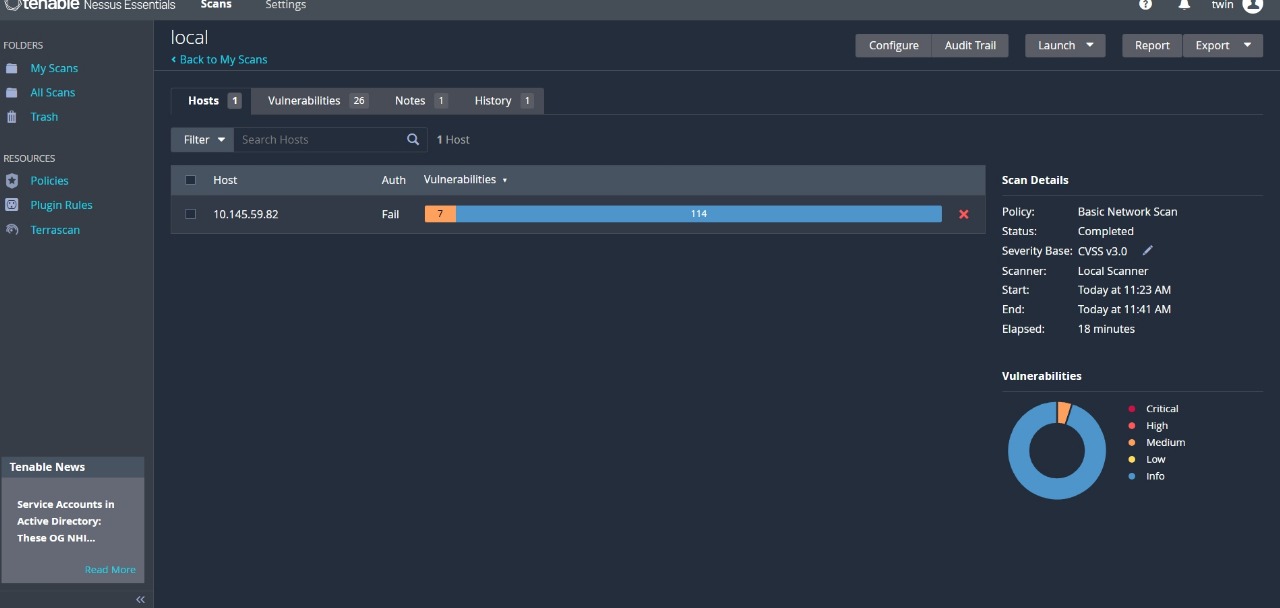 tenable Nessus Essentials Scans Settings ? twin
FOLDERS
My Scans
All Scans
Trash
RESOURCES
Policies
Plugin Rules
Terrascan
Tenable News
Service Accounts in
Active Directory:
These OG NHI...
Read More
local
Back to My Scans
Configure Audit Trail Launch Report Export
Hosts 1 Vulnerabilities 26 Notes 1 History 1
Filter Search Hosts 1 Host
Host Auth Vulnerabilities
10.145.59.82 Fail 7 114
Scan Details
Policy: Basic Network Scan
Status: Completed
Severity Base: CVSS v3.0
Scanner: Local Scanner
Start: Today at 11:23 AM
End: Today at 11:41 AM
Elapsed: 18 minutes
Vulnerabilities
Critical
High
Medium
Low
Info